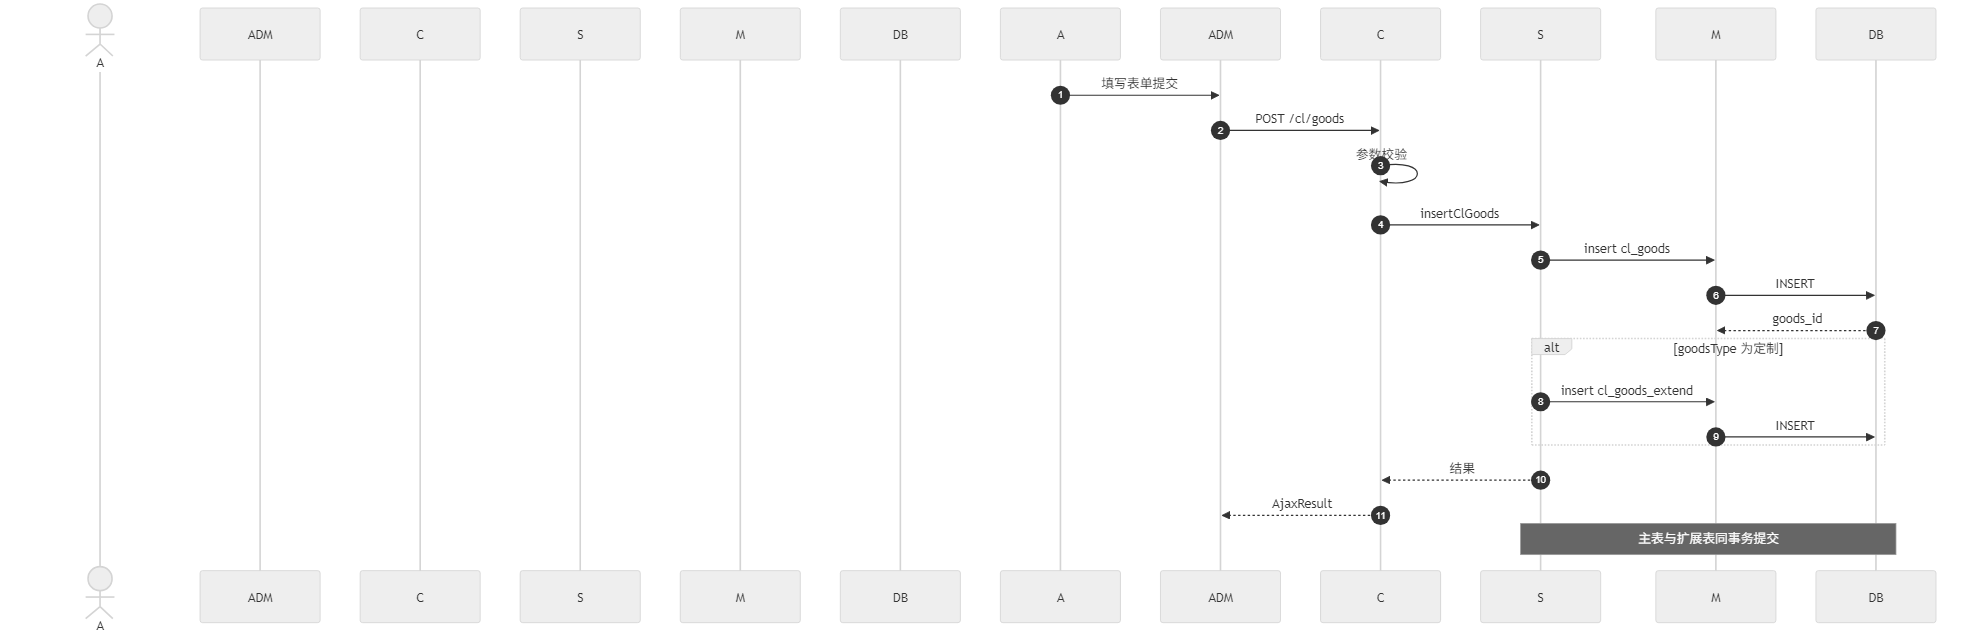 A
ADM
C
S
M
DB
A
ADM
C
S
M
DB
1
填写表单提交
2
POST /cl/goods
参数校验
3
4
insertClGoods
5
insert cl_goods
6
INSERT
goods_id
7
alt
[goodsType 为定制]
8
insert cl_goods_extend
9
INSERT
结果
10
AjaxResult
11
主表与扩展表同事务提交
A
ADM
C
S
M
DB
A
ADM
C
S
M
DB